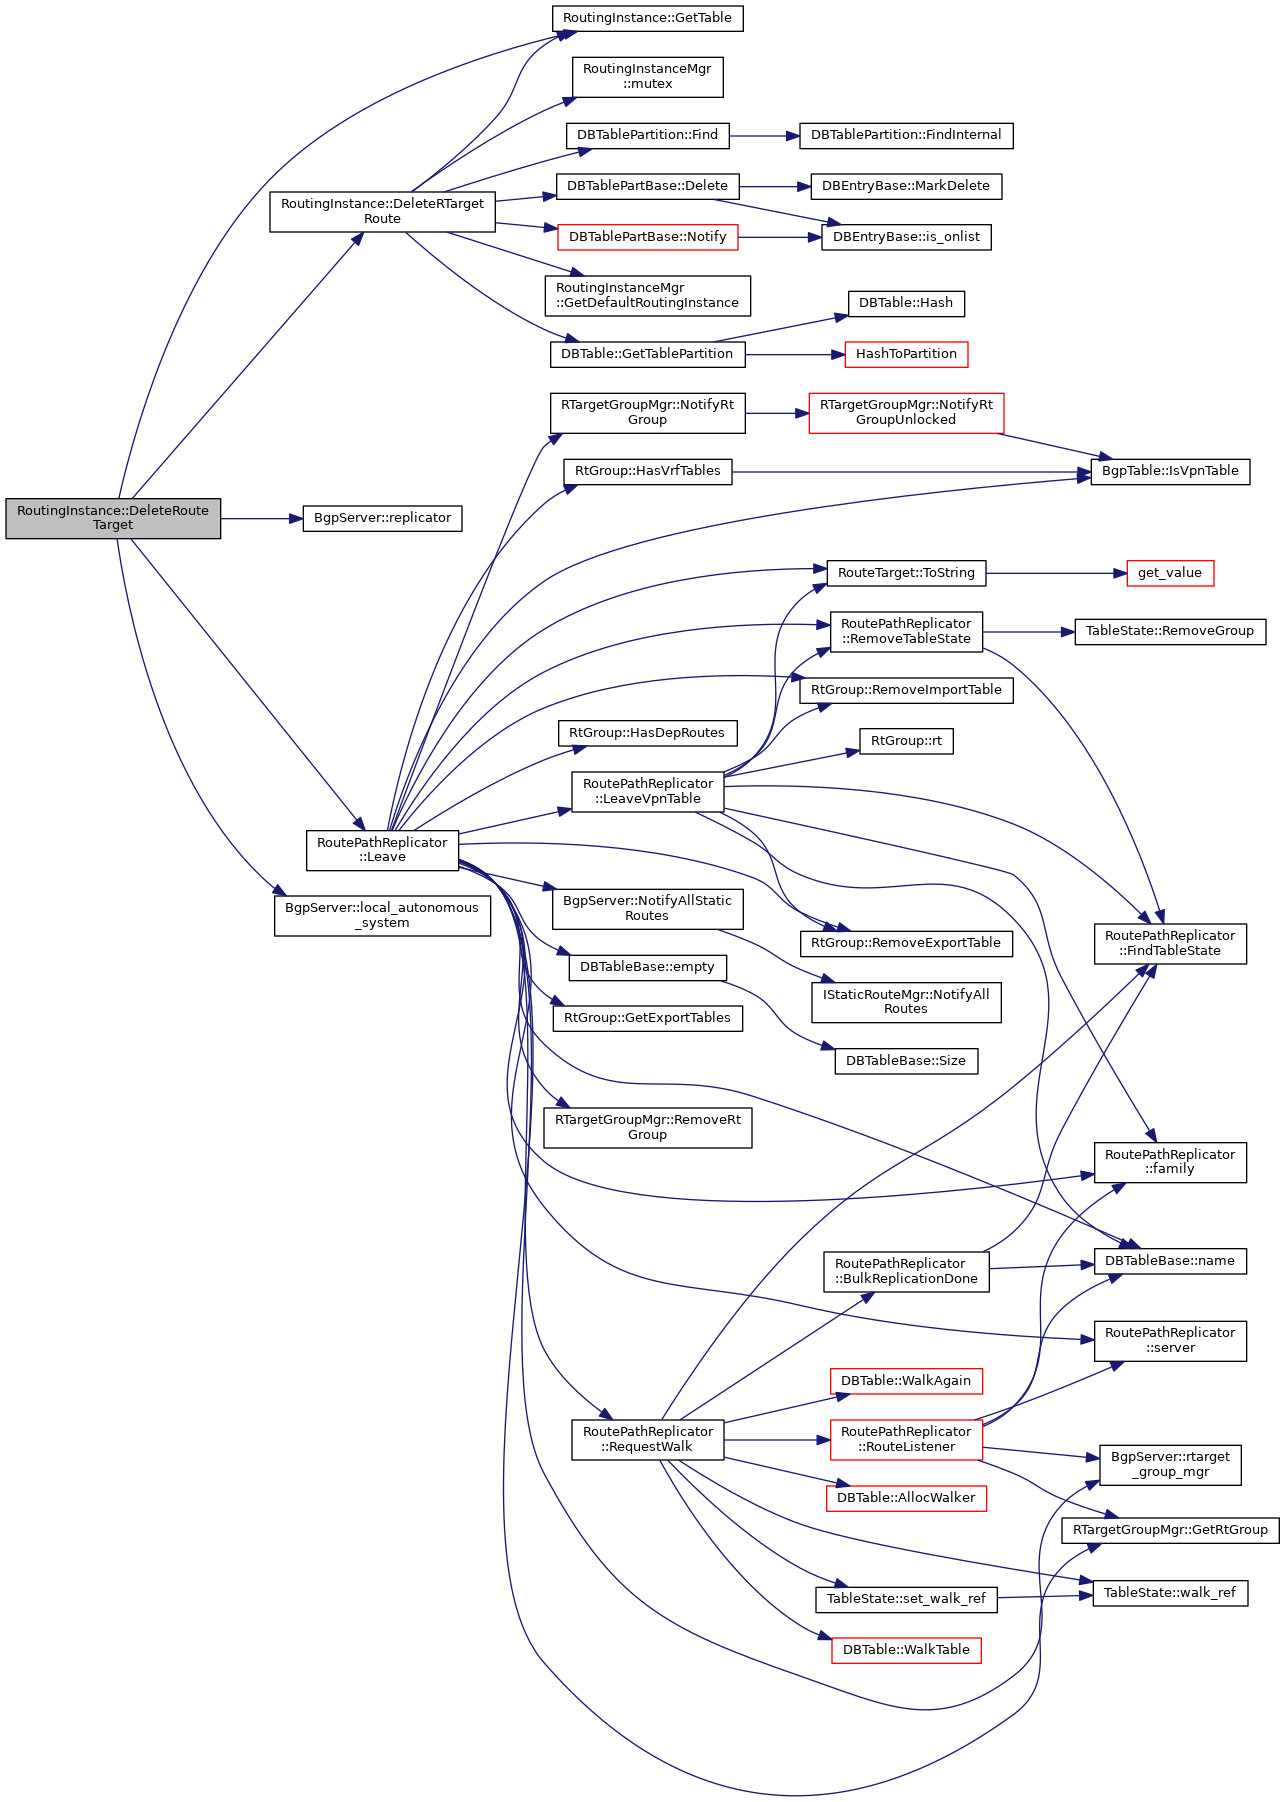 RoutingInstance::GetTable
RoutingInstanceMgr
::mutex
DBTablePartition::Find
DBTablePartition::FindInternal
DBTablePartBase::Delete
DBEntryBase::MarkDelete
RoutingInstance::DeleteRTarget
Route
DBTablePartBase::Notify
DBEntryBase::is_onlist
RoutingInstanceMgr
::GetDefaultRoutingInstance
DBTable::Hash
DBTable::GetTablePartition
HashToPartition
RTargetGroupMgr::NotifyRt
Group
RTargetGroupMgr::NotifyRt
GroupUnlocked
RtGroup::HasVrfTables
BgpTable::IsVpnTable
RoutingInstance::DeleteRoute
Target
BgpServer::replicator
RouteTarget::ToString
get_value
RoutePathReplicator
::RemoveTableState
TableState::RemoveGroup
RtGroup::RemoveImportTable
RtGroup::HasDepRoutes
RtGroup::rt
RoutePathReplicator
::LeaveVpnTable
RoutePathReplicator
::Leave
BgpServer::local_autonomous
_system
BgpServer::NotifyAllStatic
Routes
RtGroup::RemoveExportTable
RoutePathReplicator
::FindTableState
DBTableBase::empty
IStaticRouteMgr::NotifyAll
Routes
RtGroup::GetExportTables
DBTableBase::Size
RTargetGroupMgr::RemoveRt
Group
RoutePathReplicator
::family
RoutePathReplicator
::BulkReplicationDone
DBTableBase::name
RoutePathReplicator
::server
DBTable::WalkAgain
RoutePathReplicator
::RequestWalk
RoutePathReplicator
::RouteListener
BgpServer::rtarget
_group_mgr
DBTable::AllocWalker
RTargetGroupMgr::GetRtGroup
TableState::set_walk_ref
TableState::walk_ref
DBTable::WalkTable